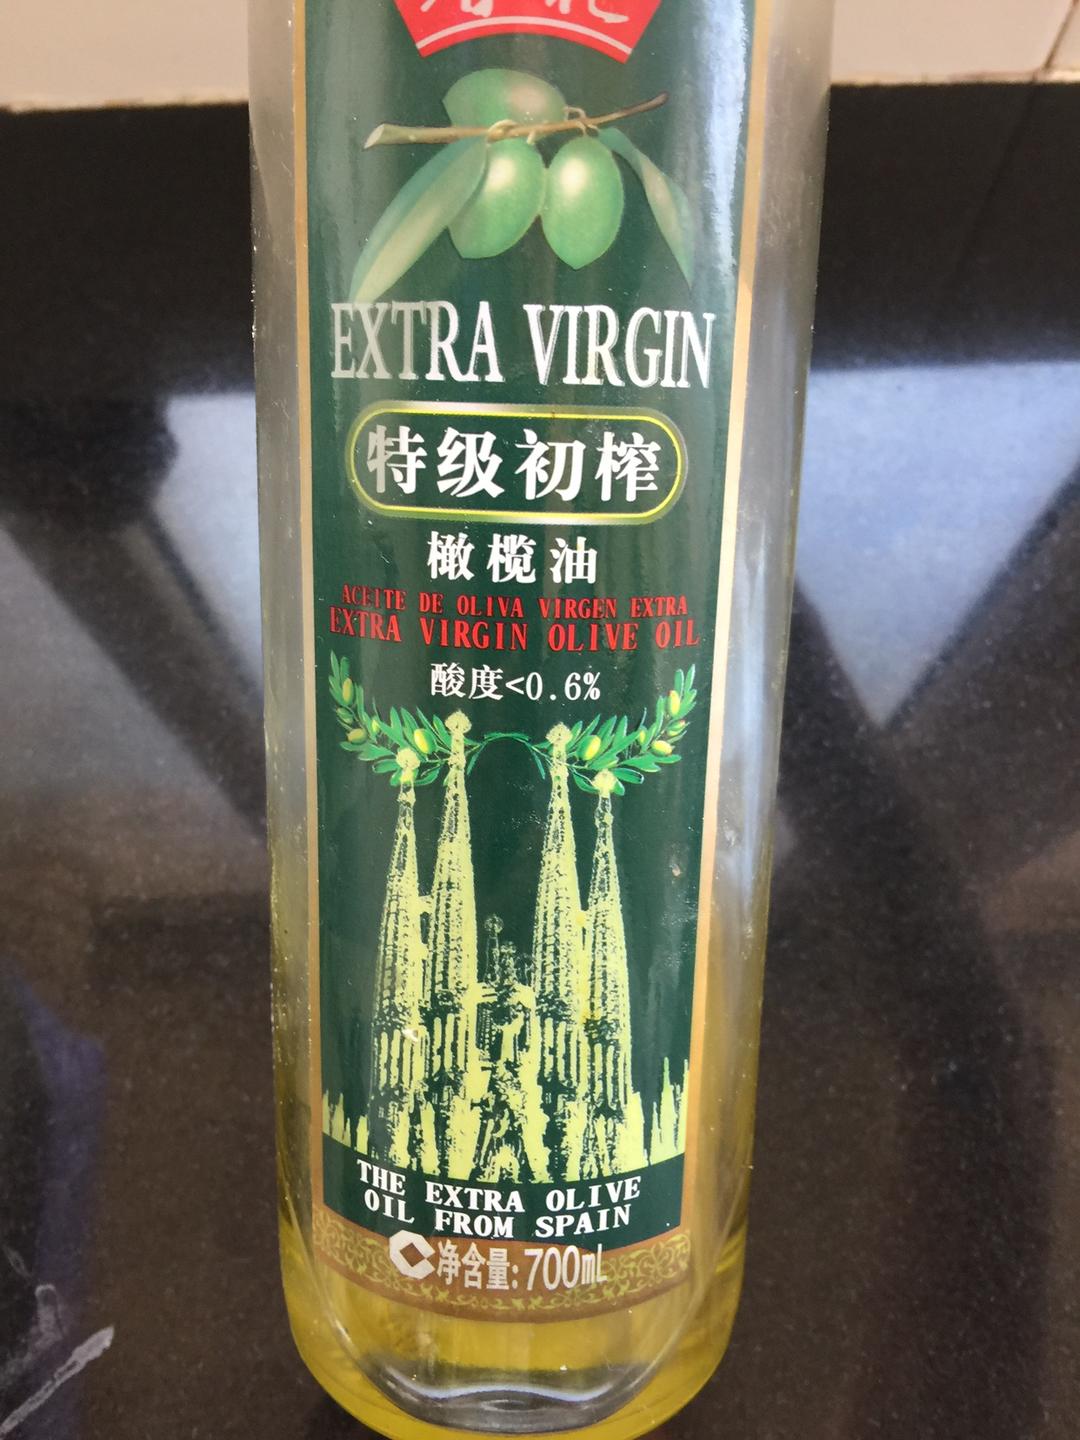 EXTRA VIRGIN
特级初榨
橄榄油
ACEITE DE OLIVA VIRGEN EXTRA
EXTRA VIRGIN OLIVE OIL
酸度<0.6%
THE EXTRA OLIVE
OIL FROM SPAIN
净含量:700mL